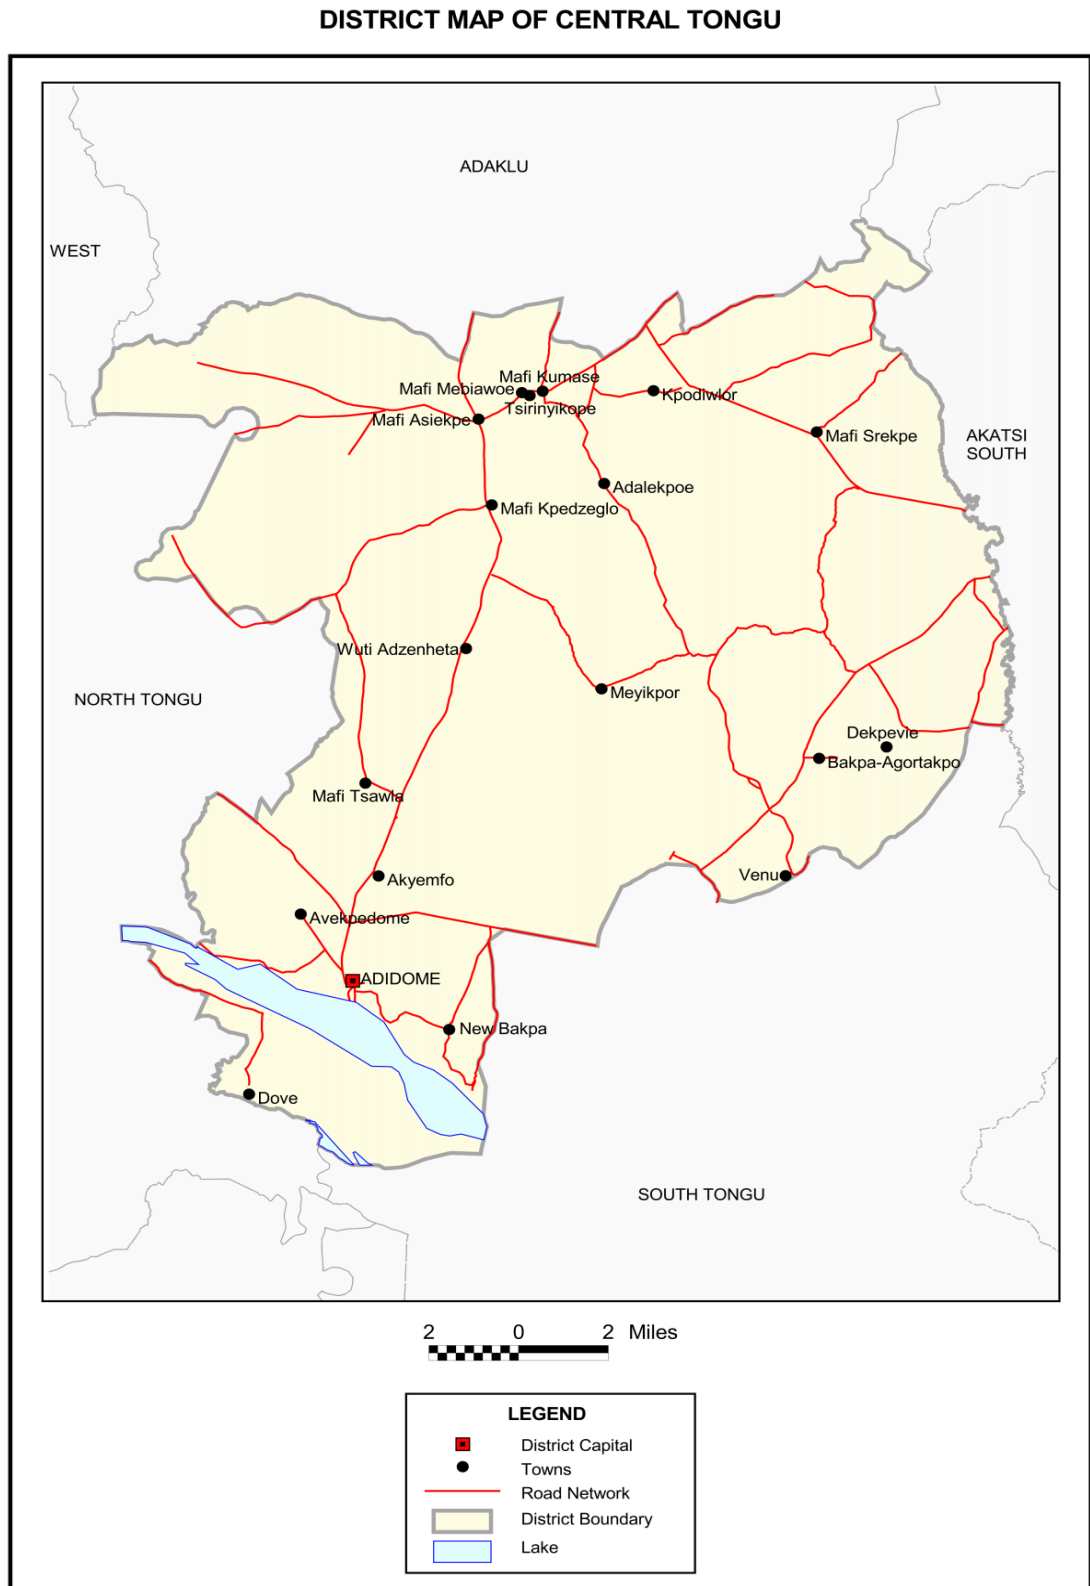 DISTRICT MAP OF CENTRAL TONGU
ADAKLU
WEST
Mafi Kumase
Mafi Mebiawoe
Tsirinyikope
Kpodiwlor
Mafi Asiekpe
Mafi Srekpe
AKATSI
SOUTH
Adalekpoe
Mafi Kpedzeglo
Wuti Adzenheta
Meyikpor
NORTH TONGU
Dekpevie
Bakpa-Agortakpo
Mafi Tsawla
Akyemfo
Venu
Avekpedome
ADIDOME
New Bakpa
Dove
SOUTH TONGU
2 0 2 Miles
LEGEND
District Capital
Towns
Road Network
District Boundary
Lake